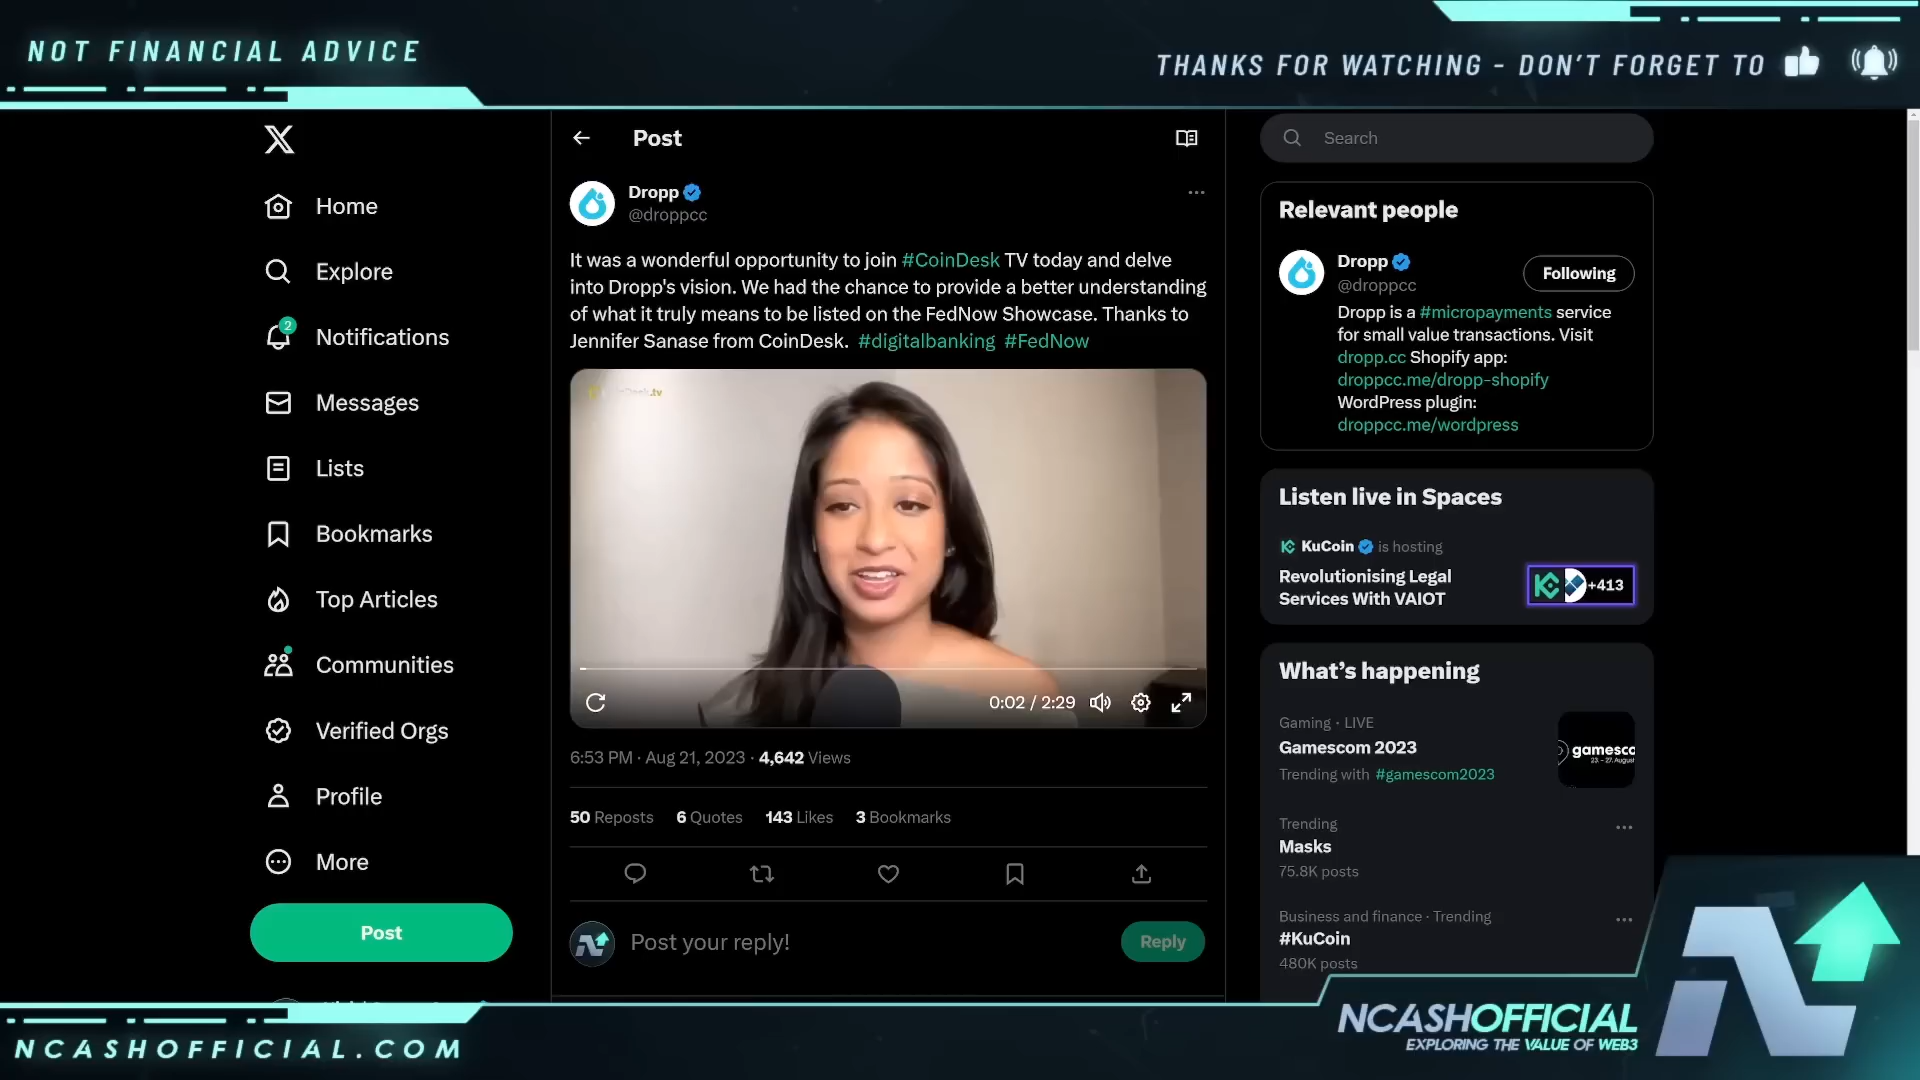 NOT FINANCIAL ADVICE
THANKS FOR WATCHING - DON'T FORGET TO
Home
Explore
2
Notifications
Messages
Lists
Bookmarks
Top Articles
Communities
Verified Orgs
Profile
More
Post
Post
Dropp
@droppcc
It was a wonderful opportunity to join #CoinDesk TV today and delve
into Dropp's vision. We had the chance to provide a better understanding
of what it truly means to be listed on the FedNow Showcase. Thanks to
Jennifer Sanase from CoinDesk. #digitalbanking #FedNow
0:02 / 2:29
6:53 PM · Aug 21, 2023 · 4,642 Views
50 Reposts 6 Quotes 143 Likes 3 Bookmarks
Post your reply!
Reply
Search
Relevant people
Dropp
@droppcc
Following
Dropp is a #micropayments service
for small value transactions. Visit
dropp.cc Shopify app:
droppcc.me/dropp-shopify
WordPress plugin:
droppcc.me/wordpress
Listen live in Spaces
KuCoin is hosting
Revolutionising Legal
Services With VAIOT
+413
What's happening
Gaming · LIVE
Gamescom 2023
Trending with #gamescom2023
gamesco
23. – 27. August
Trending
Masks
75.8K posts
Business and finance · Trending
#KuCoin
480K posts
NCASHOFFICIAL.COM
NCASHOFFICIAL
EXPLORING THE VALUE OF WEB3